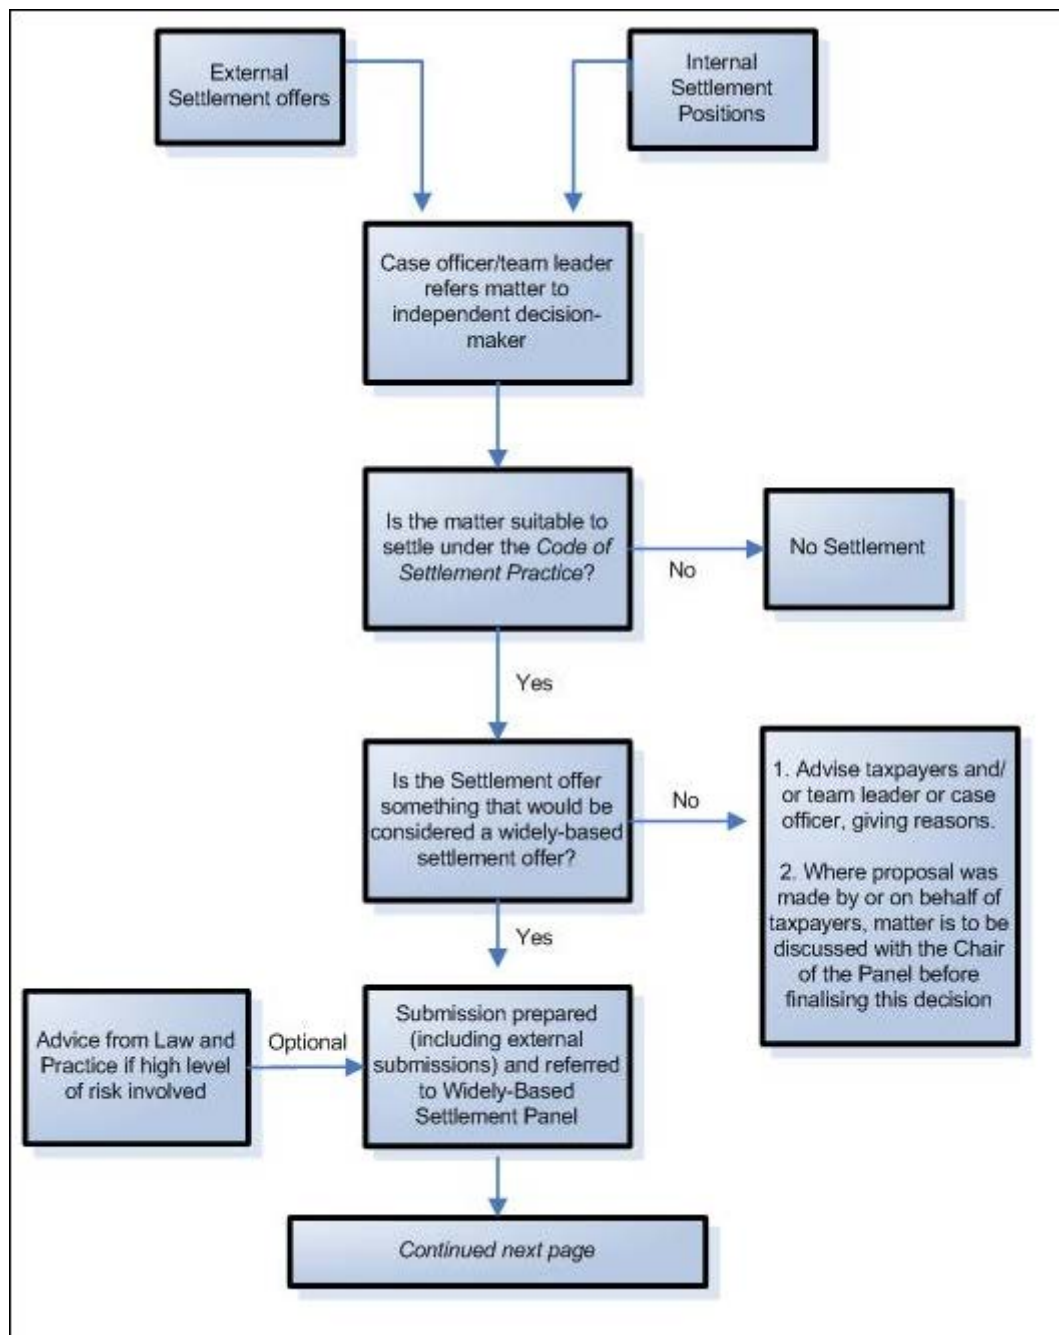 External
Settlement offers
Internal
Settlement
Positions
Case officer/team leader
refers matter to
independent decision-
maker
Is the matter suitable to
settle under the Code of
Settlement Practice?
No
No Settlement
Yes
Is the Settlement offer
something that would be
considered a widely-based
settlement offer?
No
1. Advise taxpayers and/
or team leader or case
officer, giving reasons.
2. Where proposal was
made by or on behalf of
taxpayers, matter is to be
discussed with the Chair
of the Panel before
finalising this decision
Yes
Advice from Law and
Practice if high level
of risk involved
Optional
Submission prepared
(including external
submissions) and referred
to Widely-Based
Settlement Panel
Continued next page